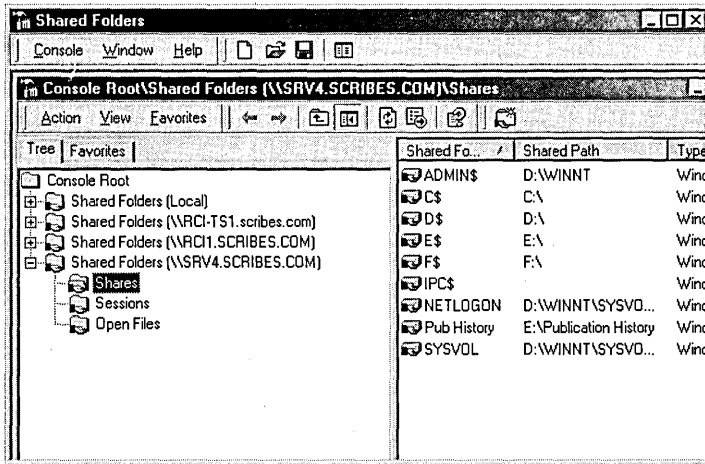 Shared Folders
Console Window Help
Console Root\Shared Folders (\\SRV4.SCRIBES.COM)\Shares
Action View Favorites
Tree Favorites
Console Root
Shared Folders (Local)
Shared Folders (\\RCI-TS1.scribes.com)
Shared Folders (\\RCI1.SCRIBES.COM)
Shared Folders (\\SRV4.SCRIBES.COM)
Shares
Sessions
Open Files
Shared Fo... Shared Path Type
ADMIN$ D:\WINNT Wind
C$ C:\ Wind
D$ D:\ Wind
E$ E:\ Wind
F$ F:\ Wind
IPC$ Wind
NETLOGON D:\WINNT\SYSVO... Wind
Pub History E:\Publication History Wind
SYSVOL D:\WINNT\SYSVO... Wind